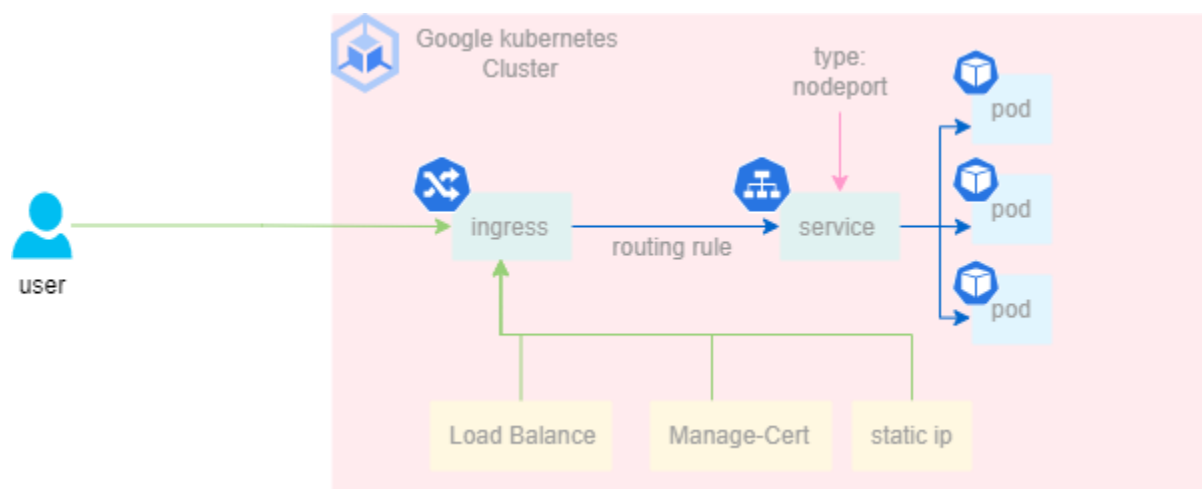 Google kubernetes
Cluster
type:
nodeport
pod
pod
pod
ingress
routing rule
service
user
Load Balance
Manage-Cert
static ip